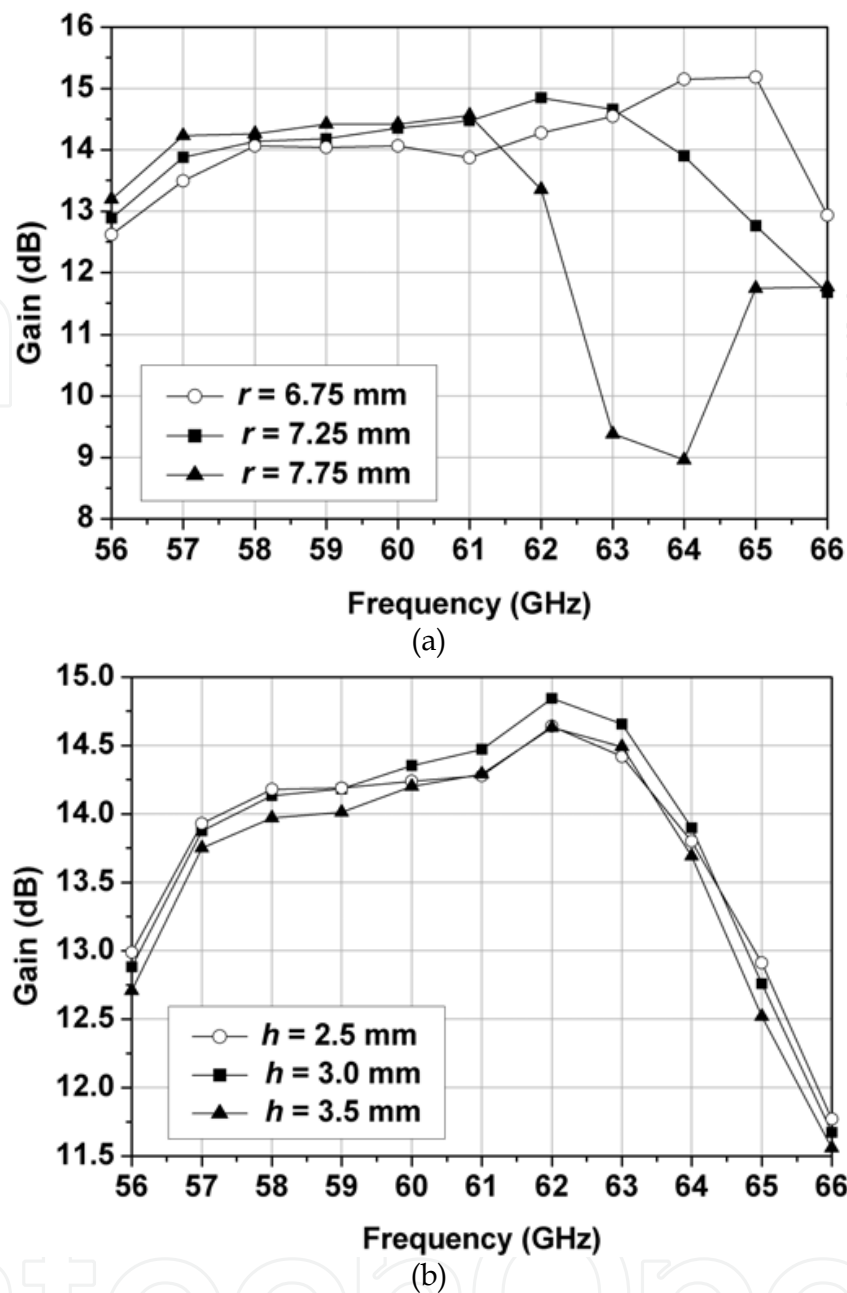 16
15
14
13
12
11
10
9
8
Gain (dB)
r = 6.75 mm
r = 7.25 mm
r = 7.75 mm
56 57 58 59 60 61 62 63 64 65 66
Frequency (GHz)
(a)
15.0
14.5
14.0
13.5
13.0
12.5
12.0
11.5
Gain (dB)
h = 2.5 mm
h = 3.0 mm
h = 3.5 mm
56 57 58 59 60 61 62 63 64 65 66
Frequency (GHz)
(b)